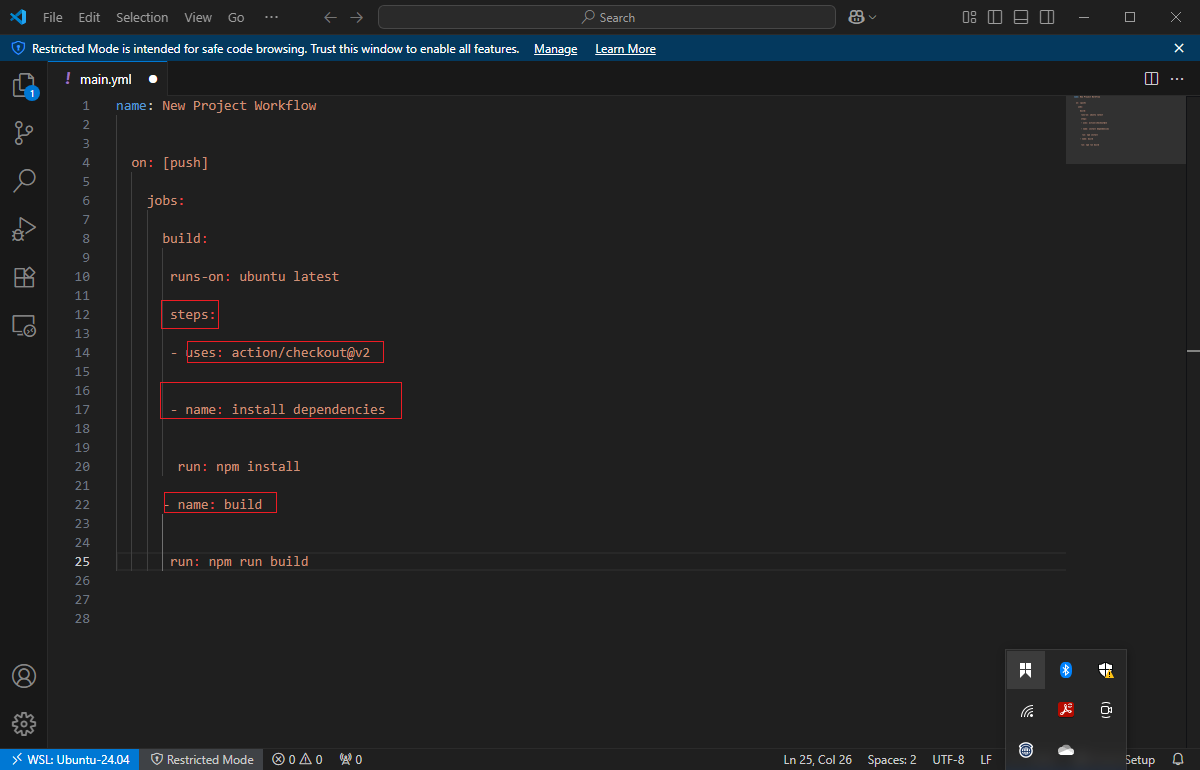 File Edit Selection View Go ··· Search
Restricted Mode is intended for safe code browsing. Trust this window to enable all features. Manage Learn More
1
! main.yml
1 name: New Project Workflow
2
3
4 on: [push]
5
6 jobs:
7
8 build:
9
10 runs-on: ubuntu latest
11
12 steps:
13
14 - uses: action/checkout@v2
15
16
17 - name: install dependencies
18
19
20 run: npm install
21
22 - name: build
23
24
25 run: npm run build
26
27
28
WSL: Ubuntu-24.04 Restricted Mode 0 0 0 Ln 25, Col 26 Spaces: 2 UTF-8 LF Setup